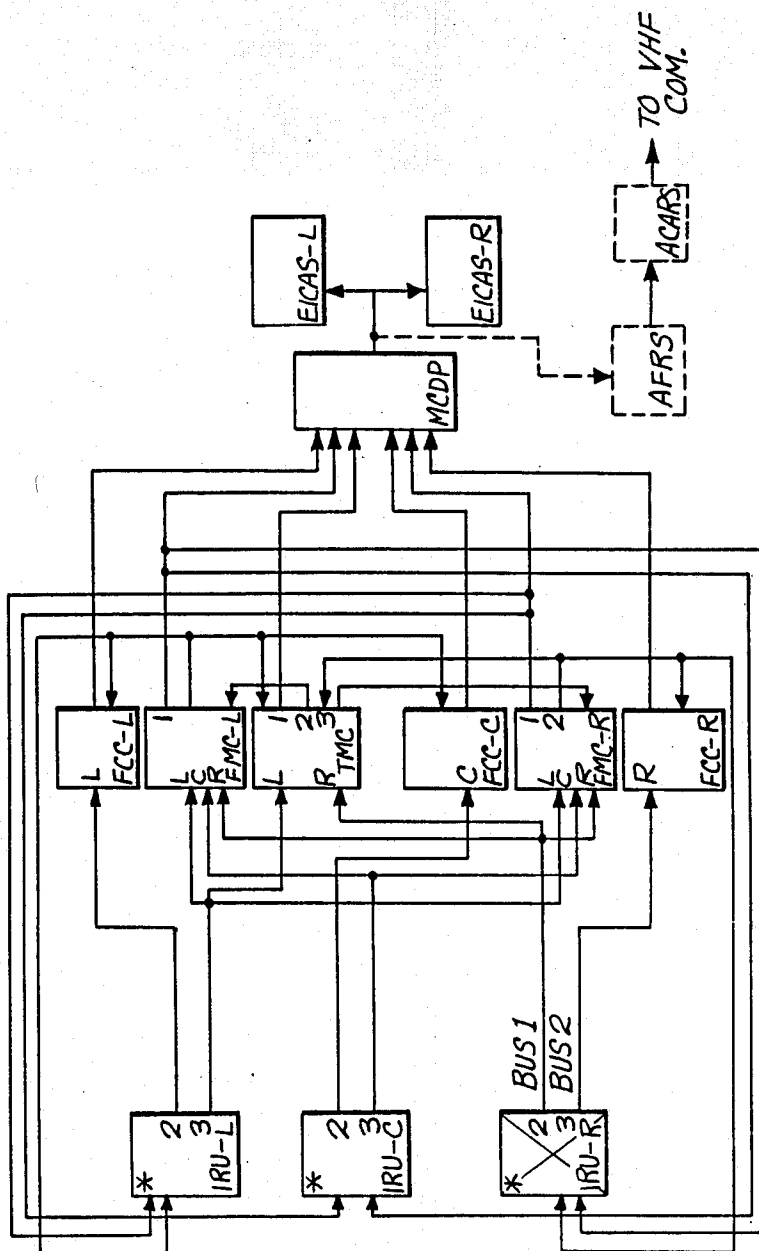 TO VHF
COM.
ACARS
AFRS
EICAS-L
EICAS-R
MCDP
L
FCC-L
1
L
C
R
FMC-L
1
2
3
L
R
TMC
C
FCC-C
1
2
L
C
R
FMC-R
R
FCC-R
BUS 1
BUS 2
*
2
3
IRU-L
*
2
3
IRU-C
*
2
3
IRU-R